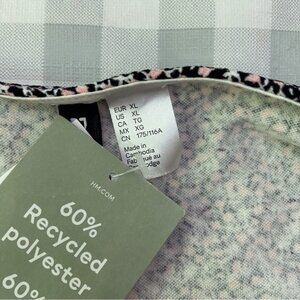 EUR XL
US XL
CA TG
MX XG
CN 175/116A
Made in
Cambodia
HM.COM
60%
Recycled
polyester
60%